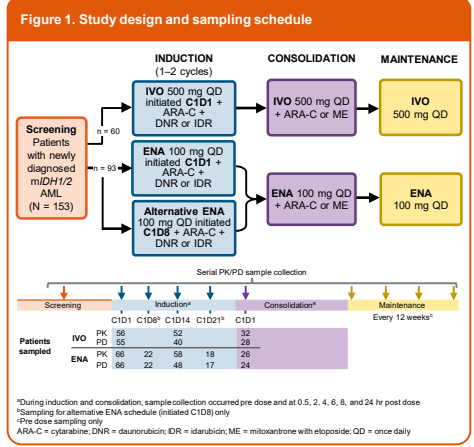 Figure 1. Study design and sampling schedule
INDUCTION
(1–2 cycles)
CONSOLIDATION
MAINTENANCE
Screening
Patients
with newly
diagnosed
mIDH1/2
AML
(N = 153)
n = 60
n = 93
IVO 500 mg QD
initiated C1D1 +
ARA-C +
DNR or IDR
IVO 500 mg QD
+ ARA-C or ME
IVO
500 mg QD
ENA 100 mg QD
initiated C1D1 +
ARA-C +
DNR or IDR
Alternative ENA
100 mg QD initiated
C1D8 + ARA-C +
DNR or IDR
ENA 100 mg QD
+ ARA-C or ME
ENA
100 mg QD
Serial PK/PD sample collection
Screening Inductionᵃ Consolidationᵃ Maintenance
C1D1 C1D8ᵇ C1D14 C1D21ᵇ C1D1 Every 12 weeksᶜ
Patients
sampled
IVO PK 56 52 32
PD 55 40 28
ENA PK 66 22 58 18 26
PD 66 22 48 17 24
ᵃDuring induction and consolidation, sample collection occurred pre dose and at 0.5, 2, 4, 6, 8, and 24 hr post dose
ᵇSampling for alternative ENA schedule (initiated C1D8) only
ᶜPre dose sampling only
ARA-C = cytarabine; DNR = daunorubicin; IDR = idarubicin; ME = mitoxantrone with etoposide; QD = once daily